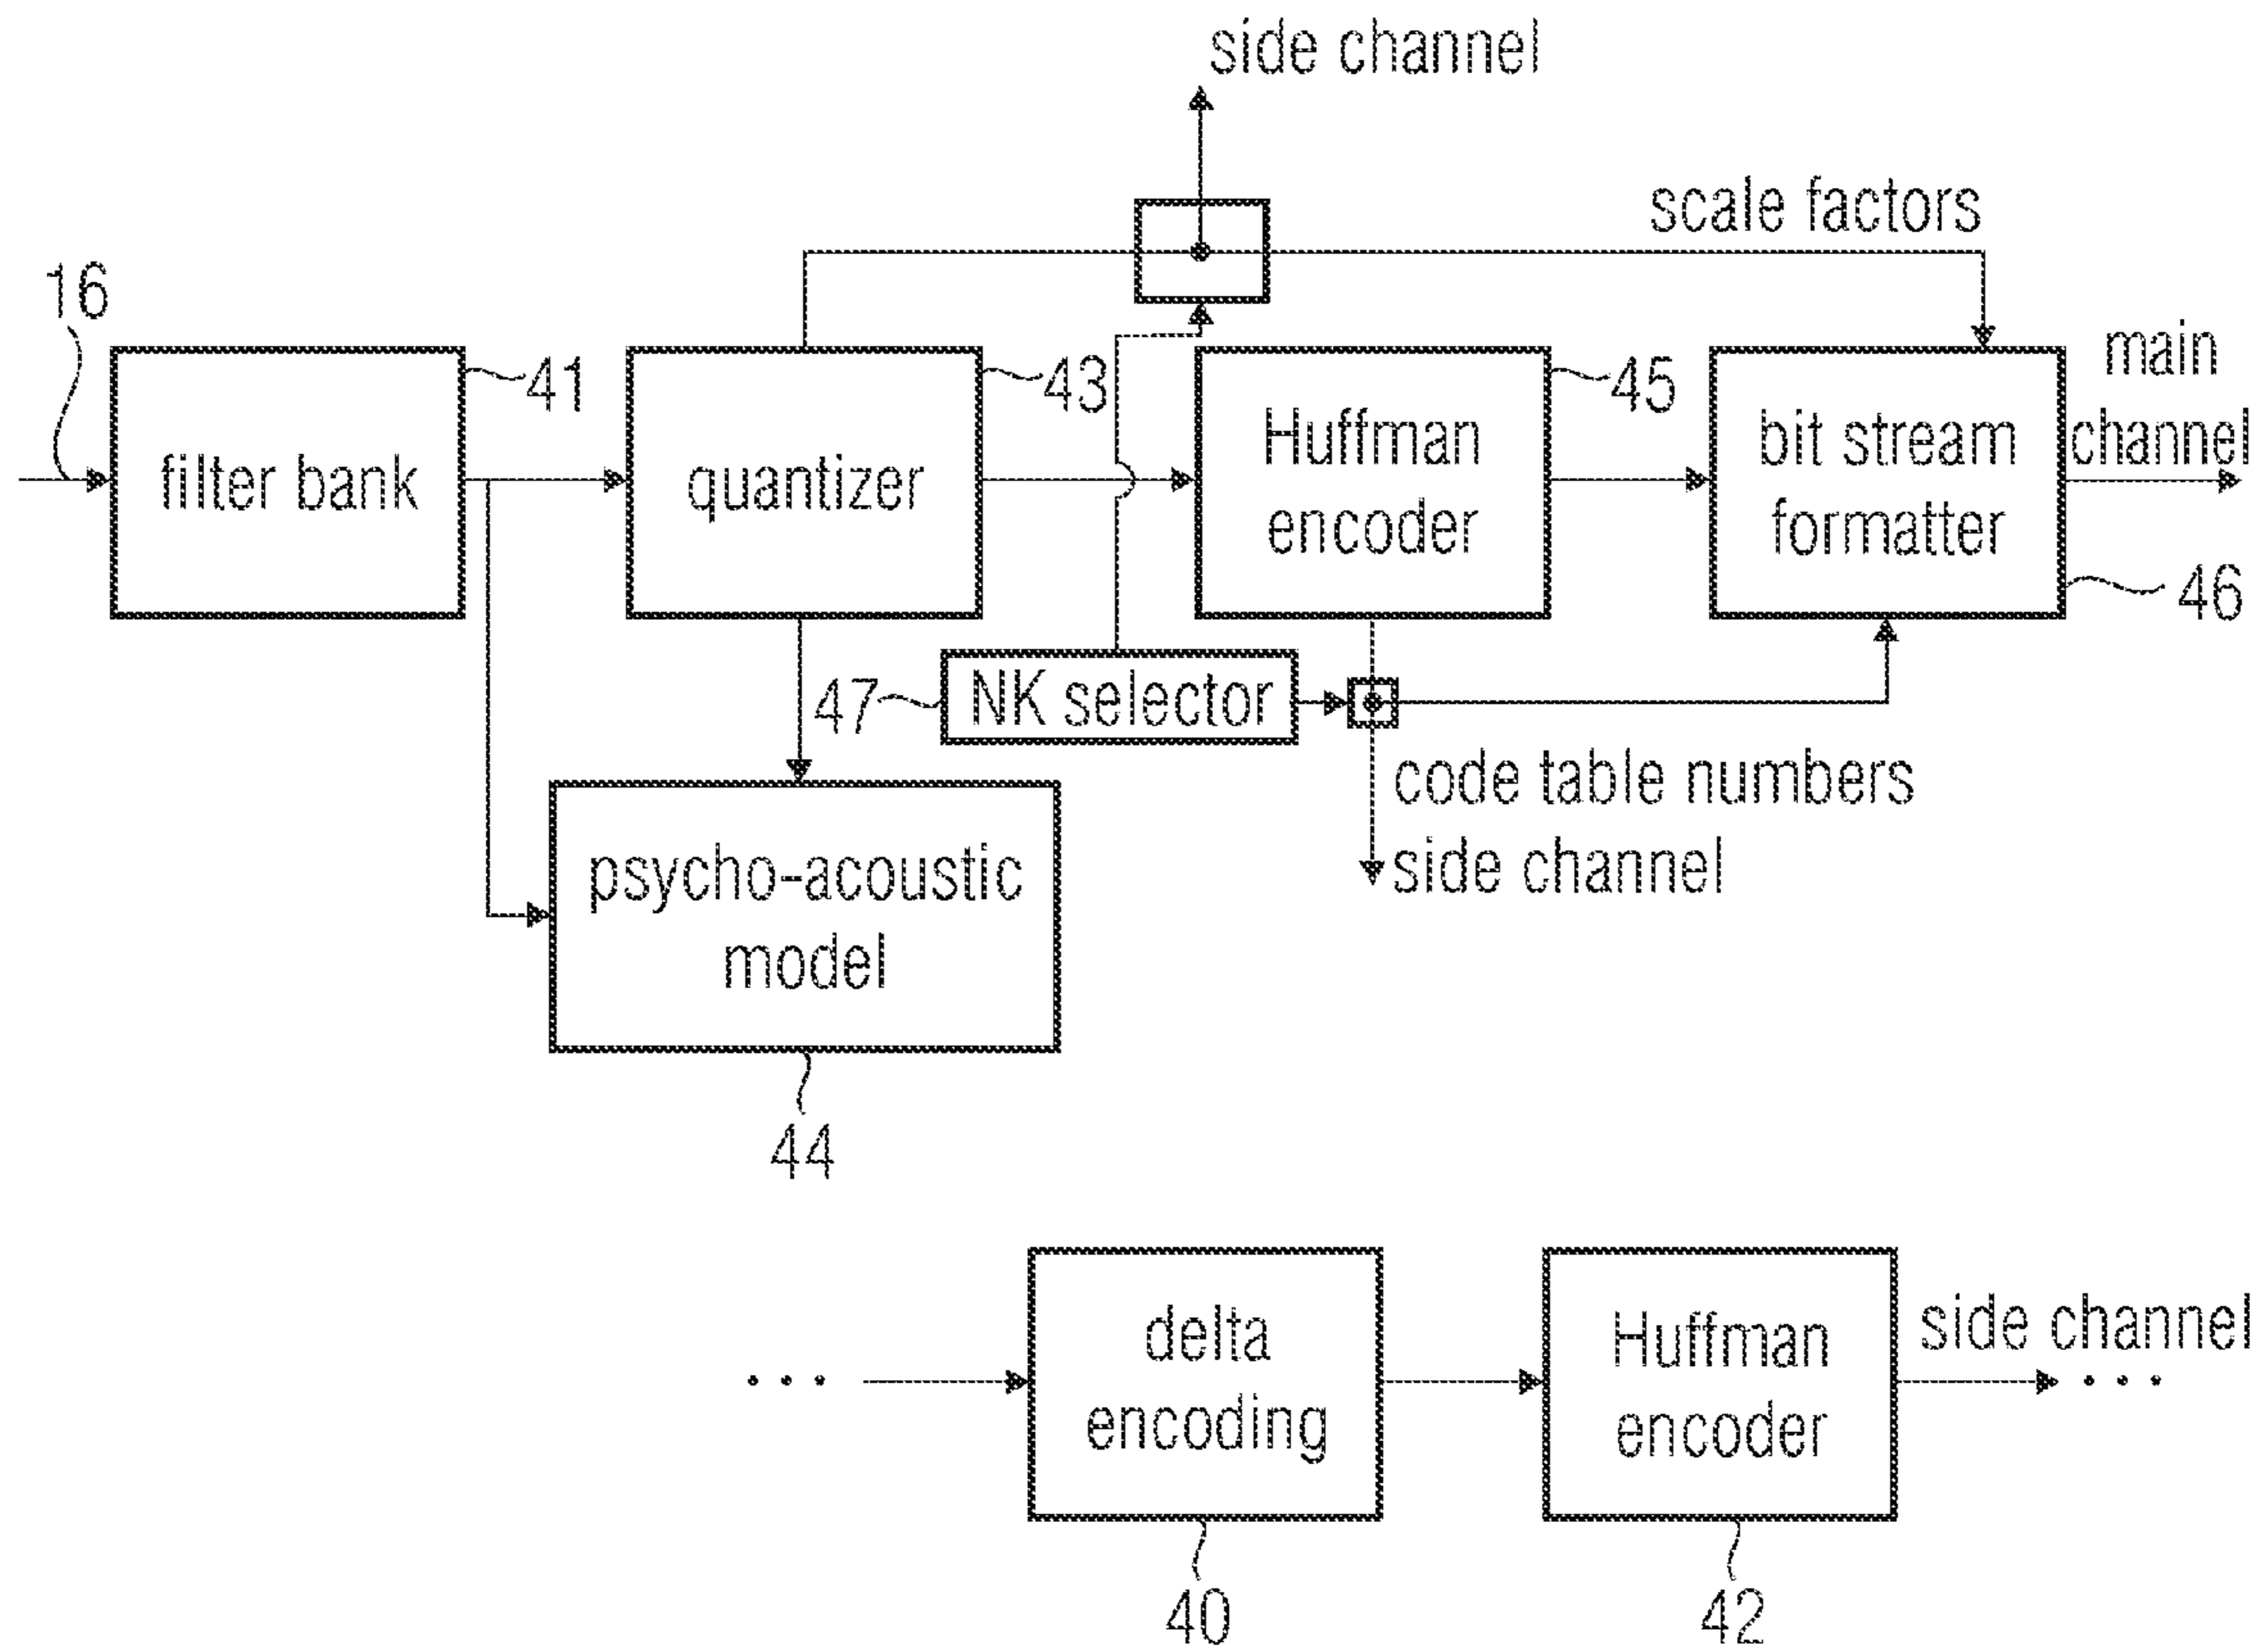 side channel
scale factors
16
41
43
45
main
channel
filter bank
quantizer
Huffman
encoder
bit stream
formatter
46
47
NK selector
code table numbers
side channel
psycho-acoustic
model
44
delta
encoding
Huffman
encoder
side channel
40
42